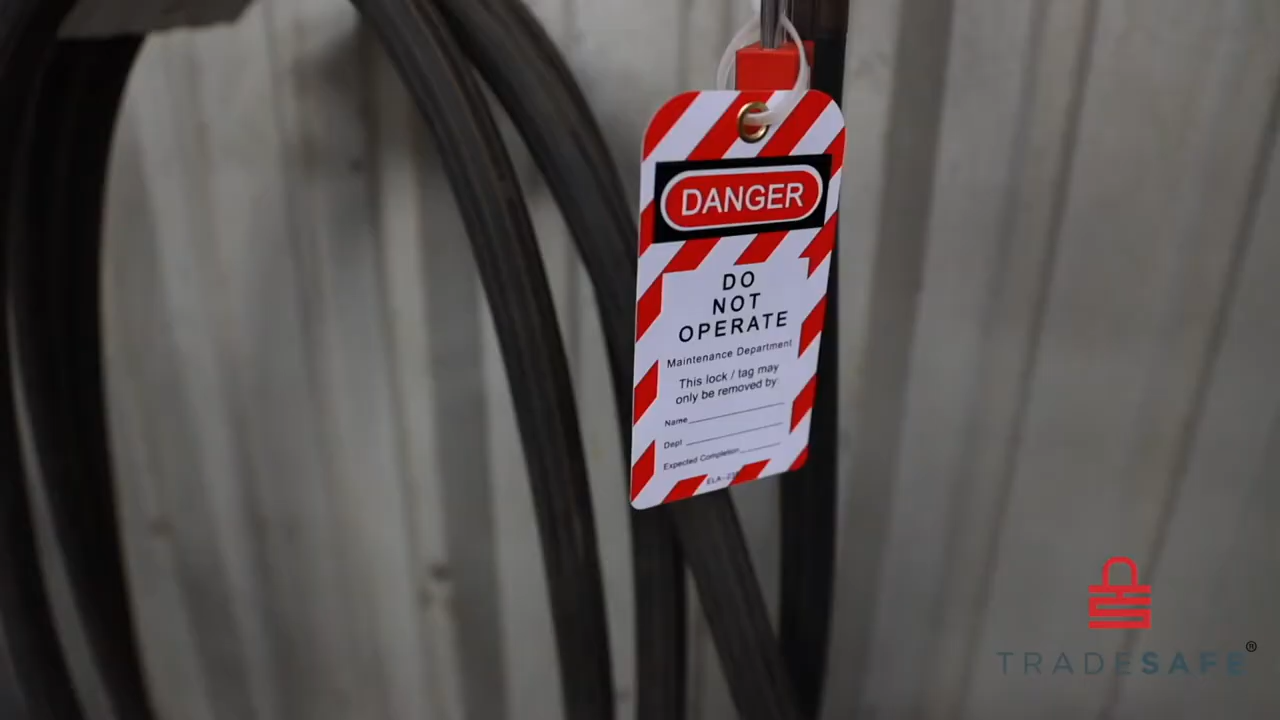 DANGER
DO
NOT
OPERATE
Maintenance Department
This lock / tag may
only be removed by:
Name
Dept
Expected Completion
TRADESAFE®